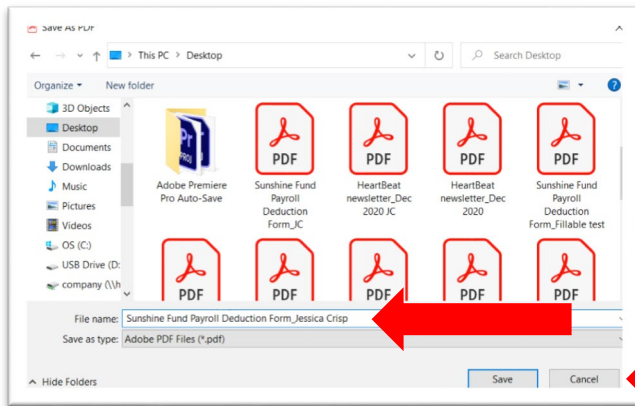 Save As PDF
This PC > Desktop
Search Desktop
Organize
New folder
3D Objects
Desktop
Documents
Downloads
Music
Pictures
Videos
OS (C:)
USB Drive (D:
company (\\h
Pr
PROJ
Adobe Premiere
Pro Auto-Save
PDF
Sunshine Fund
Payroll
Deduction
Form_JC
PDF
HeartBeat
newsletter_Dec
2020 JC
PDF
HeartBeat
newsletter_Dec
2020
PDF
Sunshine Fund
Payroll
Deduction
Form_Fillable test
PDF
PDF
PDF
PDF
PDF
File name: Sunshine Fund Payroll Deduction Form_Jessica Crisp
Save as type: Adobe PDF Files (*.pdf)
Hide Folders
Save
Cancel